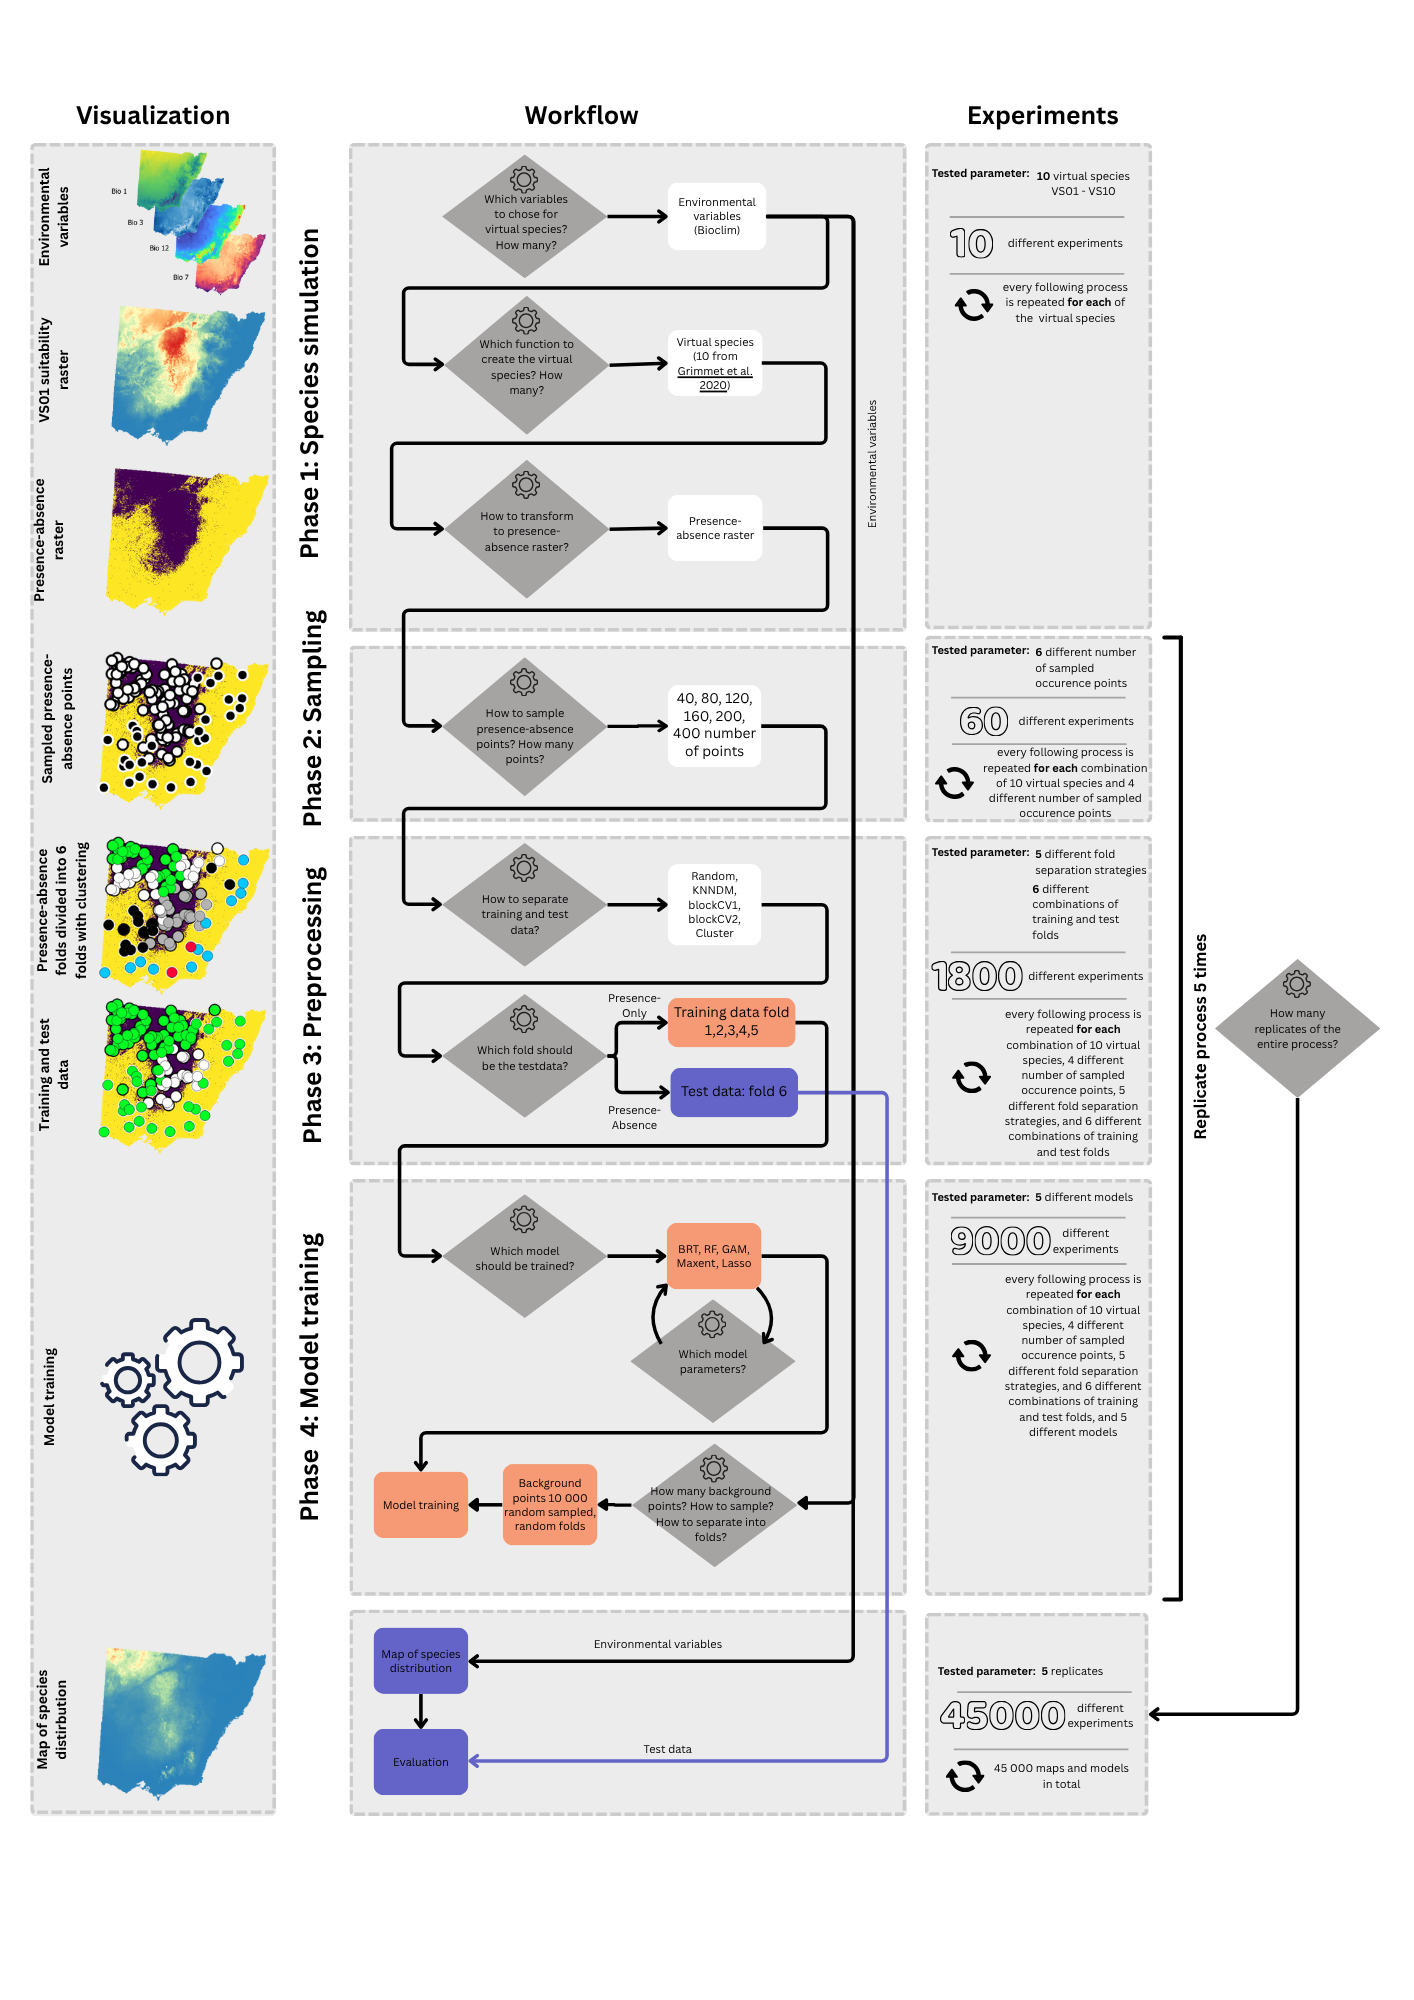 Visualization
Workflow
Experiments
Environmental
variables
Bio 1
Bio 3
Bio 12
Bio 7
VS01 suitability
raster
Presence-absence
raster
Sampled presence-
absence points
Presence-absence
folds divided into 6
folds with clustering
Training and test
data
Model training
Map of species
distirbution
Phase 1: Species simulation
Which variables
to chose for
virtual species?
How many?
Environmental
variables
(Bioclim)
Which function to
create the virtual
species? How
many?
Virtual species
(10 from
Grimmet et al.
2020)
How to transform
to presence-
absence raster?
Presence-
absence raster
Environmental variables
Phase 2: Sampling
How to sample
presence-absence
points? How many
points?
40, 80, 120,
160, 200,
400 number
of points
Phase 3: Preprocessing
How to separate
training and test
data?
Random,
KNNDM,
blockCV1,
blockCV2,
Cluster
Which fold should
be the testdata?
Presence-
Only
Training data fold
1,2,3,4,5
Test data: fold 6
Presence-
Absence
Phase 4: Model training
Which model
should be trained?
BRT, RF, GAM,
Maxent, Lasso
Which model
parameters?
Model training
Background
points 10 000
random sampled,
random folds
How many background
points? How to sample?
How to separate into
folds?
Map of species
distribution
Environmental variables
Evaluation
Test data
Tested parameter: 10 virtual species
VS01 - VS10
10 different experiments
every following process
is repeated for each of
the virtual species
Tested parameter: 6 different number
of sampled
occurence points
60 different experiments
every following process is
repeated for each combination
of 10 virtual species and 4
different number of sampled
occurence points
Tested parameter: 5 different fold
separation strategies
6 different
combinations of
training and test
folds
1800 different experiments
every following process is
repeated for each
combination of 10 virtual
species, 4 different
number of sampled
occurence points, 5
different fold separation
strategies, and 6 different
combinations of training
and test folds
Tested parameter: 5 different models
9000 different
experiments
every following process is
repeated for each
combination of 10 virtual
species, 4 different
number of sampled
occurence points, 5
different fold separation
strategies, and 6 different
combinations of training
and test folds, and 5
different models
Tested parameter: 5 replicates
45000 different
experiments
45 000 maps and models
in total
Replicate process 5 times
How many
replicates of the
entire process?